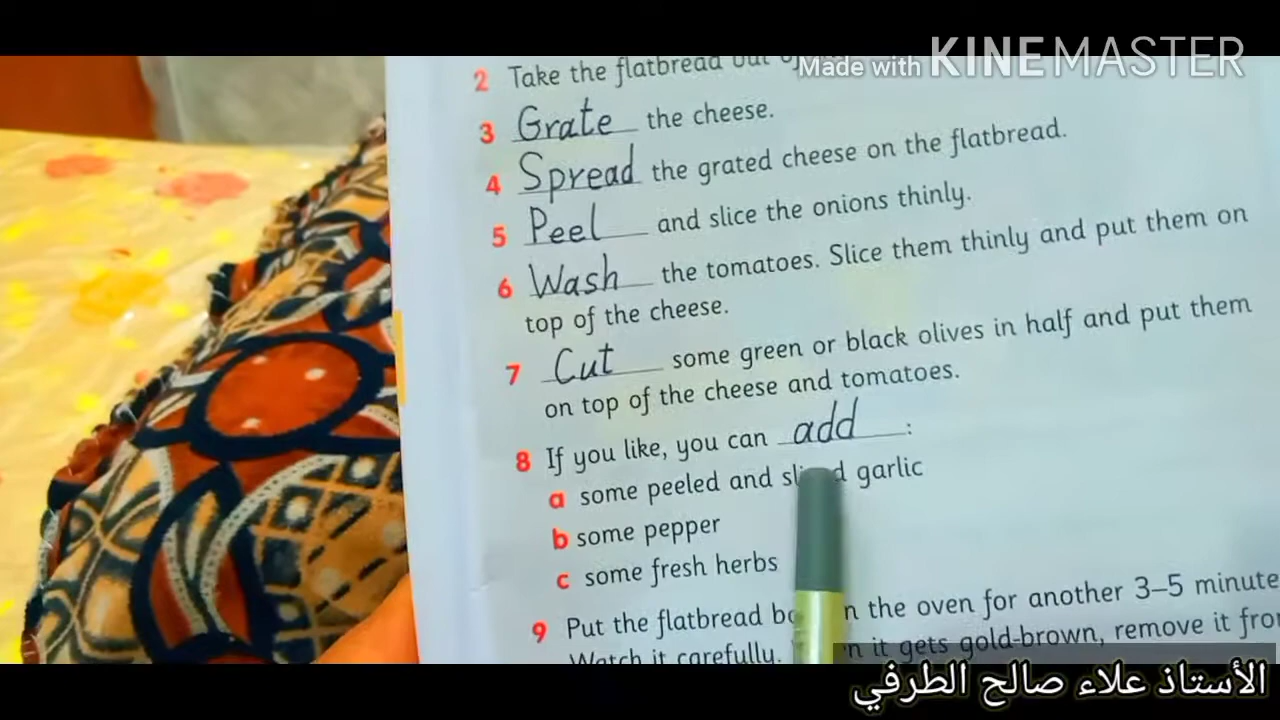 Made with KINEMASTER
2 Take the flatbread out
3 Grate the cheese.
4 Spread the grated cheese on the flatbread.
5 Peel and slice the onions thinly.
6 Wash the tomatoes. Slice them thinly and put them on
top of the cheese.
7 Cut some green or black olives in half and put them
on top of the cheese and tomatoes.
8 If you like, you can add :
a some peeled and garlic
b some pepper
c some fresh herbs
9 Put the flatbread in the oven for another 3–5 minute
Watch it carefully. it gets gold-brown, remove it
الأستاذ علاء صالح الطرفي